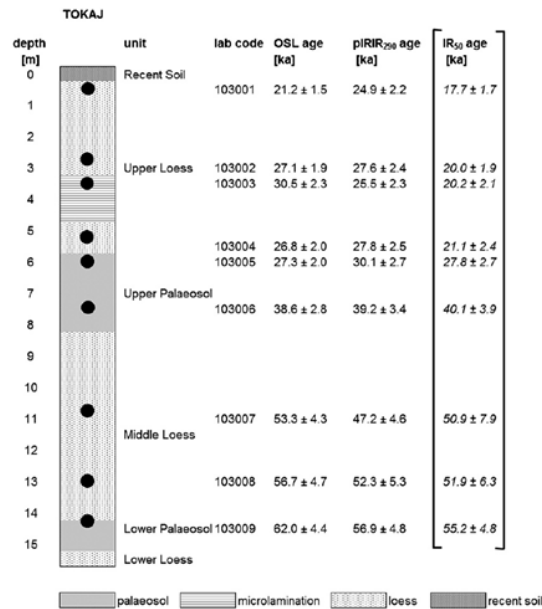 TOKAJ
depth unit lab code OSL age pIRIR₂₉₀ age IR₅₀ age
[m] [ka] [ka] [ka]
0 Recent Soil
103001 21.2 ± 1.5 24.9 ± 2.2 17.7 ± 1.7
1
2
3 Upper Loess 103002 27.1 ± 1.9 27.6 ± 2.4 20.0 ± 1.9
103003 30.5 ± 2.3 25.5 ± 2.3 20.2 ± 2.1
4
5
103004 26.8 ± 2.0 27.8 ± 2.5 21.1 ± 2.4
6 103005 27.3 ± 2.0 30.1 ± 2.7 27.8 ± 2.7
7 Upper Palaeosol
103006 38.6 ± 2.8 39.2 ± 3.4 40.1 ± 3.9
8
9
10
11 103007 53.3 ± 4.3 47.2 ± 4.6 50.9 ± 7.9
Middle Loess
12
13 103008 56.7 ± 4.7 52.3 ± 5.3 51.9 ± 6.3
14
Lower Palaeosol 103009 62.0 ± 4.4 56.9 ± 4.8 55.2 ± 4.8
15
Lower Loess
palaeosol microlamination loess recent soil